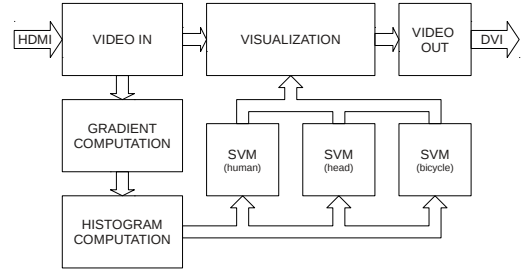 HDMI
VIDEO IN
VISUALIZATION
VIDEO
OUT
DVI
GRADIENT
COMPUTATION
SVM
(human)
SVM
(head)
SVM
(bicycle)
HISTOGRAM
COMPUTATION